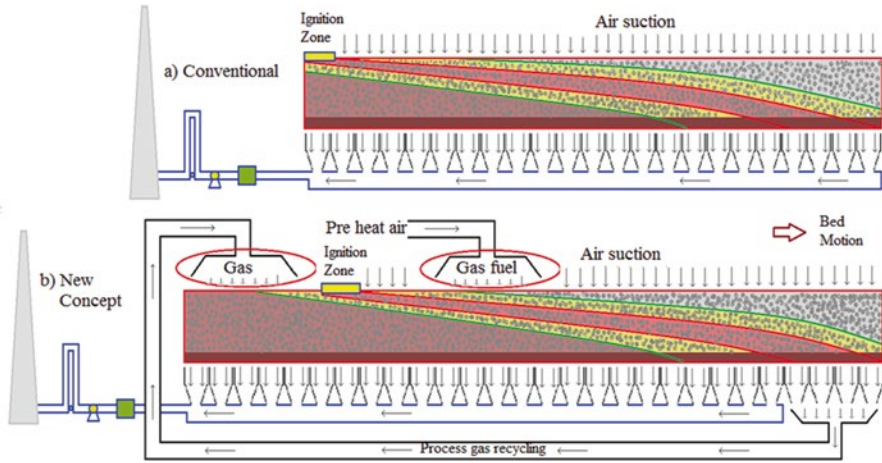 Ignition
Zone
Air suction
a) Conventional
Pre heat air
Bed
Motion
Gas
Ignition
Zone
Gas fuel
Air suction
b) New
Concept
Process gas recycling